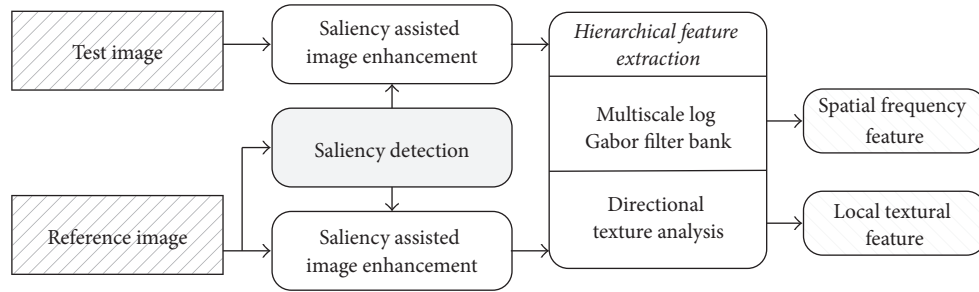 Test image
Saliency assisted
image enhancement
Hierarchical feature
extraction
Saliency detection
Multiscale log
Gabor filter bank
Spatial frequency
feature
Reference image
Saliency assisted
image enhancement
Directional
texture analysis
Local textural
feature